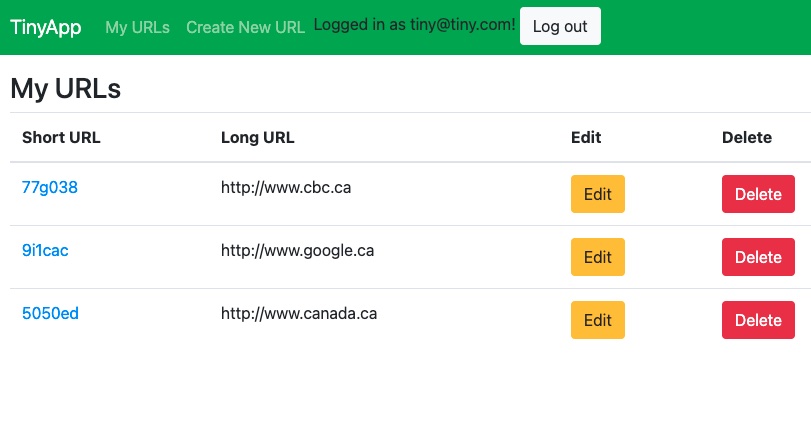 TinyApp My URLs Create New URL Logged in as tiny@tiny.com! Log out
My URLs
Short URL Long URL Edit Delete
77g038 http://www.cbc.ca Edit Delete
9i1cac http://www.google.ca Edit Delete
5050ed http://www.canada.ca Edit Delete